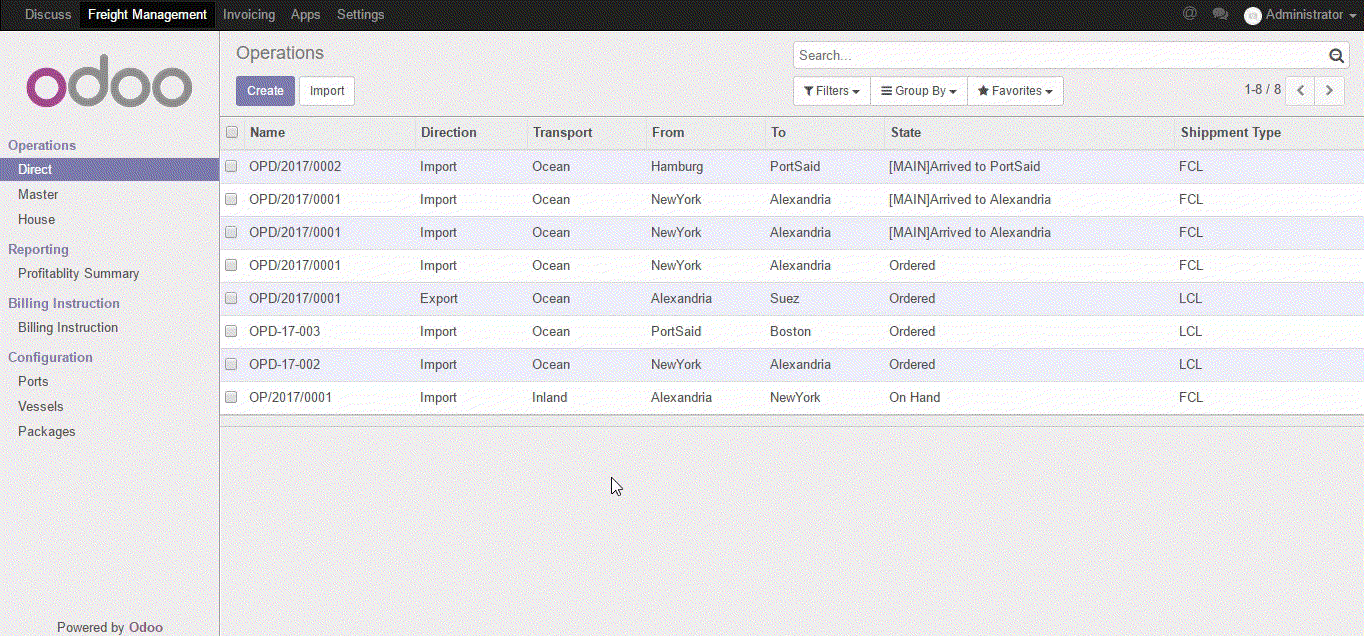 Discuss Freight Management Invoicing Apps Settings Administrator
odoo
Operations
Direct
Master
House
Reporting
Profitablity Summary
Billing Instruction
Billing Instruction
Configuration
Ports
Vessels
Packages
Powered by Odoo
Operations
Search...
Create Import
Filters Group By Favorites
1-8 / 8
Name Direction Transport From To State Shippment Type
OPD/2017/0002 Import Ocean Hamburg PortSaid [MAIN]Arrived to PortSaid FCL
OPD/2017/0001 Import Ocean NewYork Alexandria [MAIN]Arrived to Alexandria FCL
OPD/2017/0001 Import Ocean NewYork Alexandria [MAIN]Arrived to Alexandria FCL
OPD/2017/0001 Import Ocean NewYork Alexandria Ordered FCL
OPD/2017/0001 Export Ocean Alexandria Suez Ordered LCL
OPD-17-003 Import Ocean PortSaid Boston Ordered LCL
OPD-17-002 Import Ocean NewYork Alexandria Ordered LCL
OP/2017/0001 Import Inland Alexandria NewYork On Hand FCL